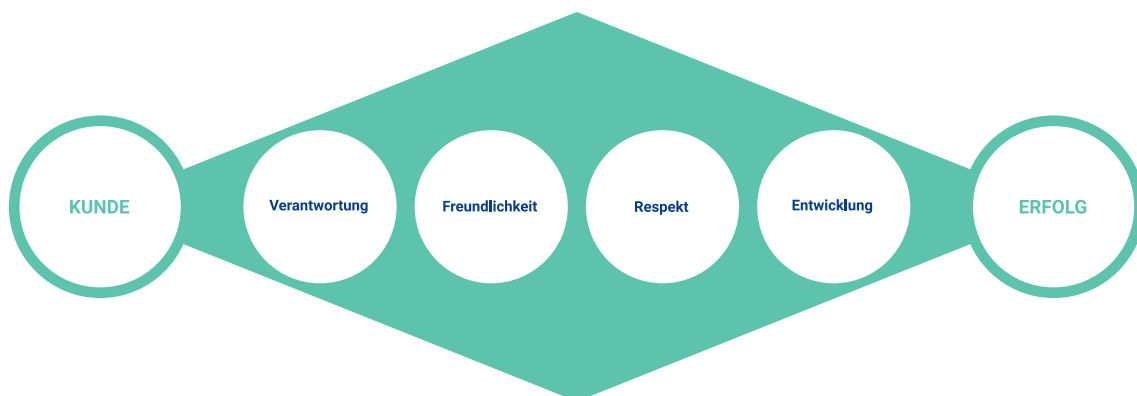 KUNDE
Verantwortung
Freundlichkeit
Respekt
Entwicklung
ERFOLG